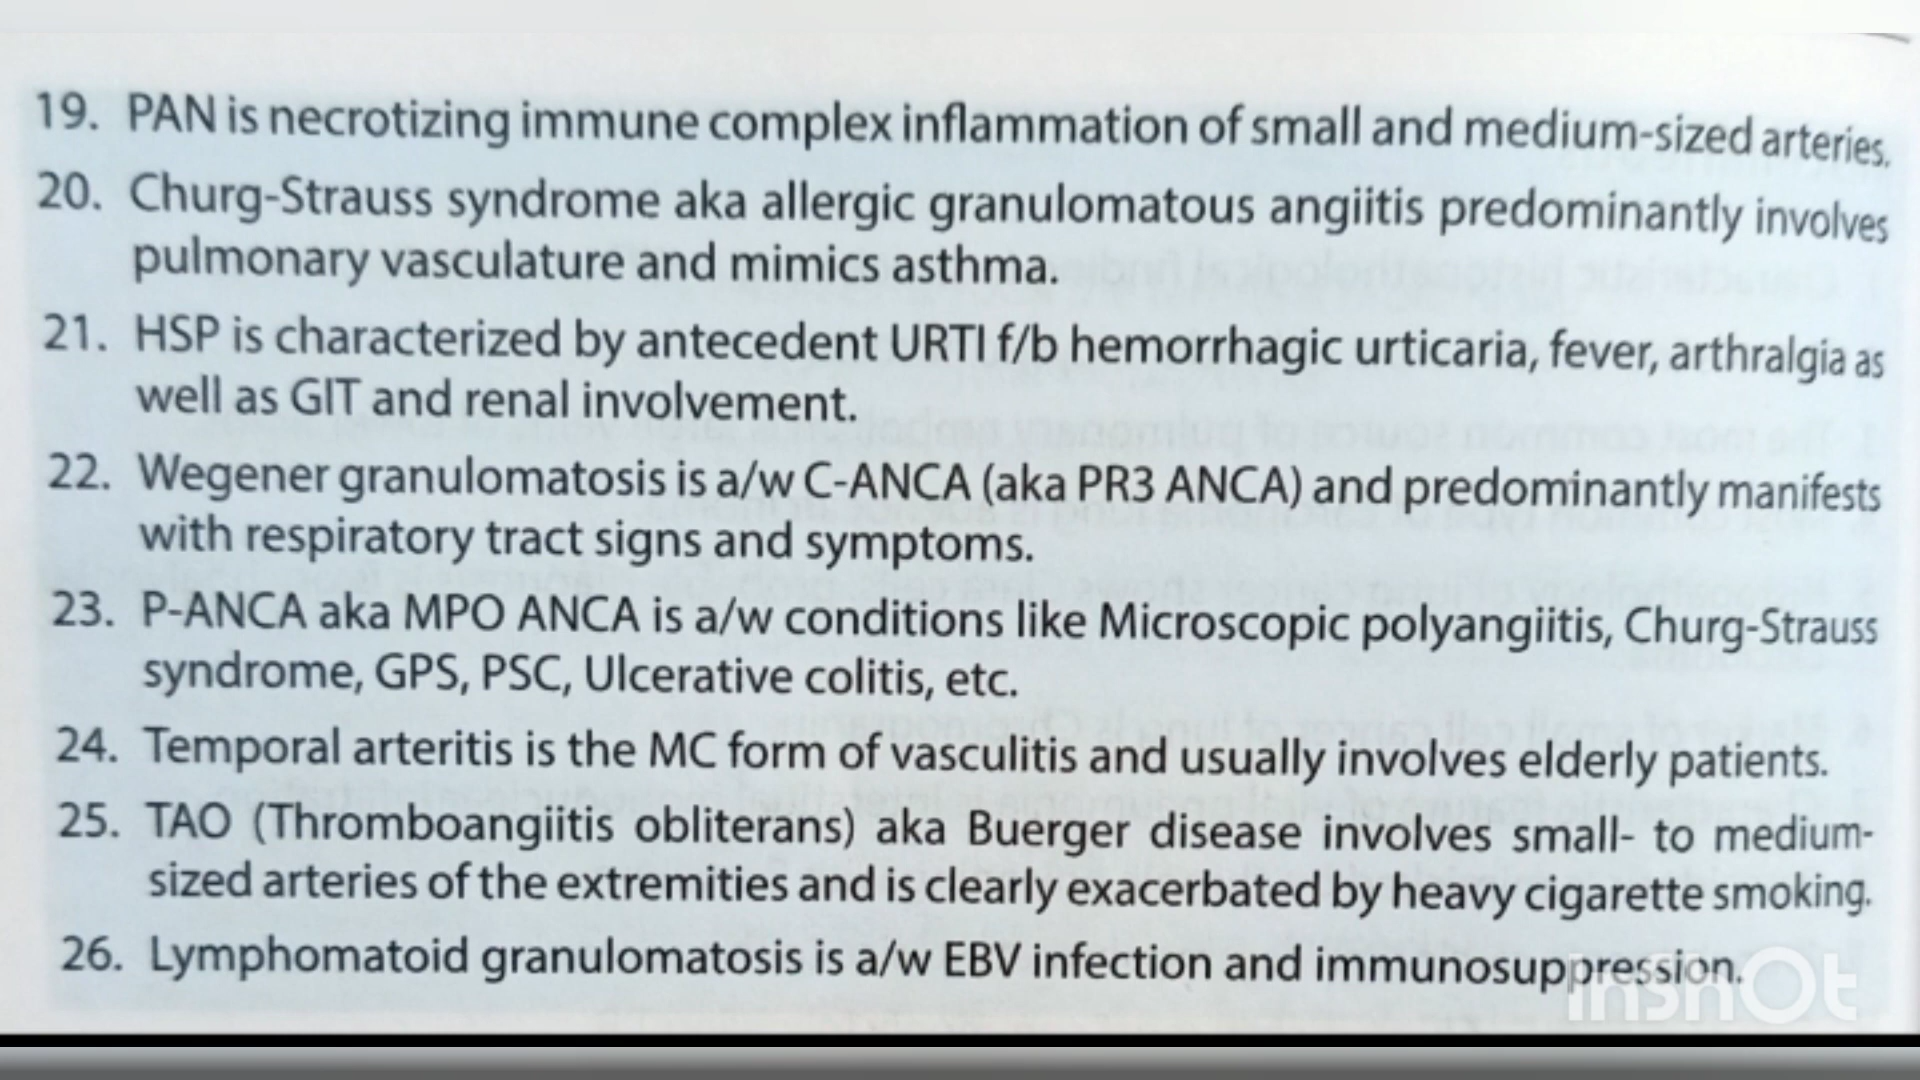 19. PAN is necrotizing immune complex inflammation of small and medium-sized arteries.
20. Churg-Strauss syndrome aka allergic granulomatous angiitis predominantly involves
pulmonary vasculature and mimics asthma.
21. HSP is characterized by antecedent URTI f/b hemorrhagic urticaria, fever, arthralgia as
well as GIT and renal involvement.
22. Wegener granulomatosis is a/w C-ANCA (aka PR3 ANCA) and predominantly manifests
with respiratory tract signs and symptoms.
23. P-ANCA aka MPO ANCA is a/w conditions like Microscopic polyangiitis, Churg-Strauss
syndrome, GPS, PSC, Ulcerative colitis, etc.
24. Temporal arteritis is the MC form of vasculitis and usually involves elderly patients.
25. TAO (Thromboangiitis obliterans) aka Buerger disease involves small- to medium-
sized arteries of the extremities and is clearly exacerbated by heavy cigarette smoking.
26. Lymphomatoid granulomatosis is a/w EBV infection and immunosuppression.
InShOt